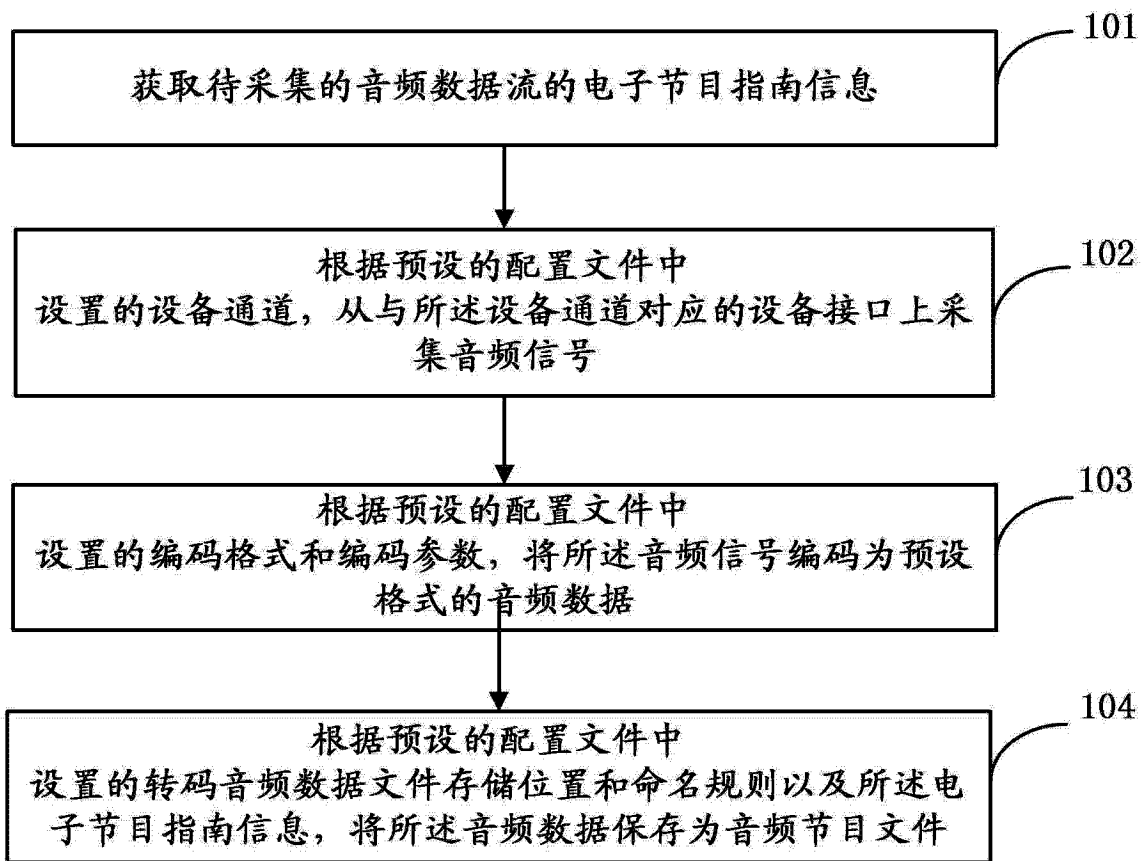 101
获取待采集的音频数据流的电子节目指南信息
102
根据预设的配置文件中
设置的设备通道，从与所述设备通道对应的设备接口上采
集音频信号
103
根据预设的配置文件中
设置的编码格式和编码参数，将所述音频信号编码为预设
格式的音频数据
104
根据预设的配置文件中
设置的转码音频数据文件存储位置和命名规则以及所述电
子节目指南信息，将所述音频数据保存为音频节目文件